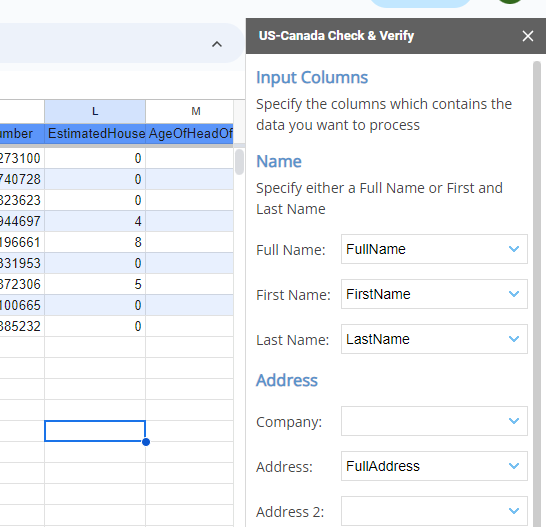 US-Canada Check & Verify
Input Columns
Specify the columns which contains the
data you want to process
Name
Specify either a Full Name or First and
Last Name
Full Name: FullName
First Name: FirstName
Last Name: LastName
Address
Company:
Address: FullAddress
Address 2:
L M
umber EstimatedHouse AgeOfHeadOf
273100 0
740728 0
323623 0
944697 4
196661 8
331953 0
372306 5
100665 0
385232 0